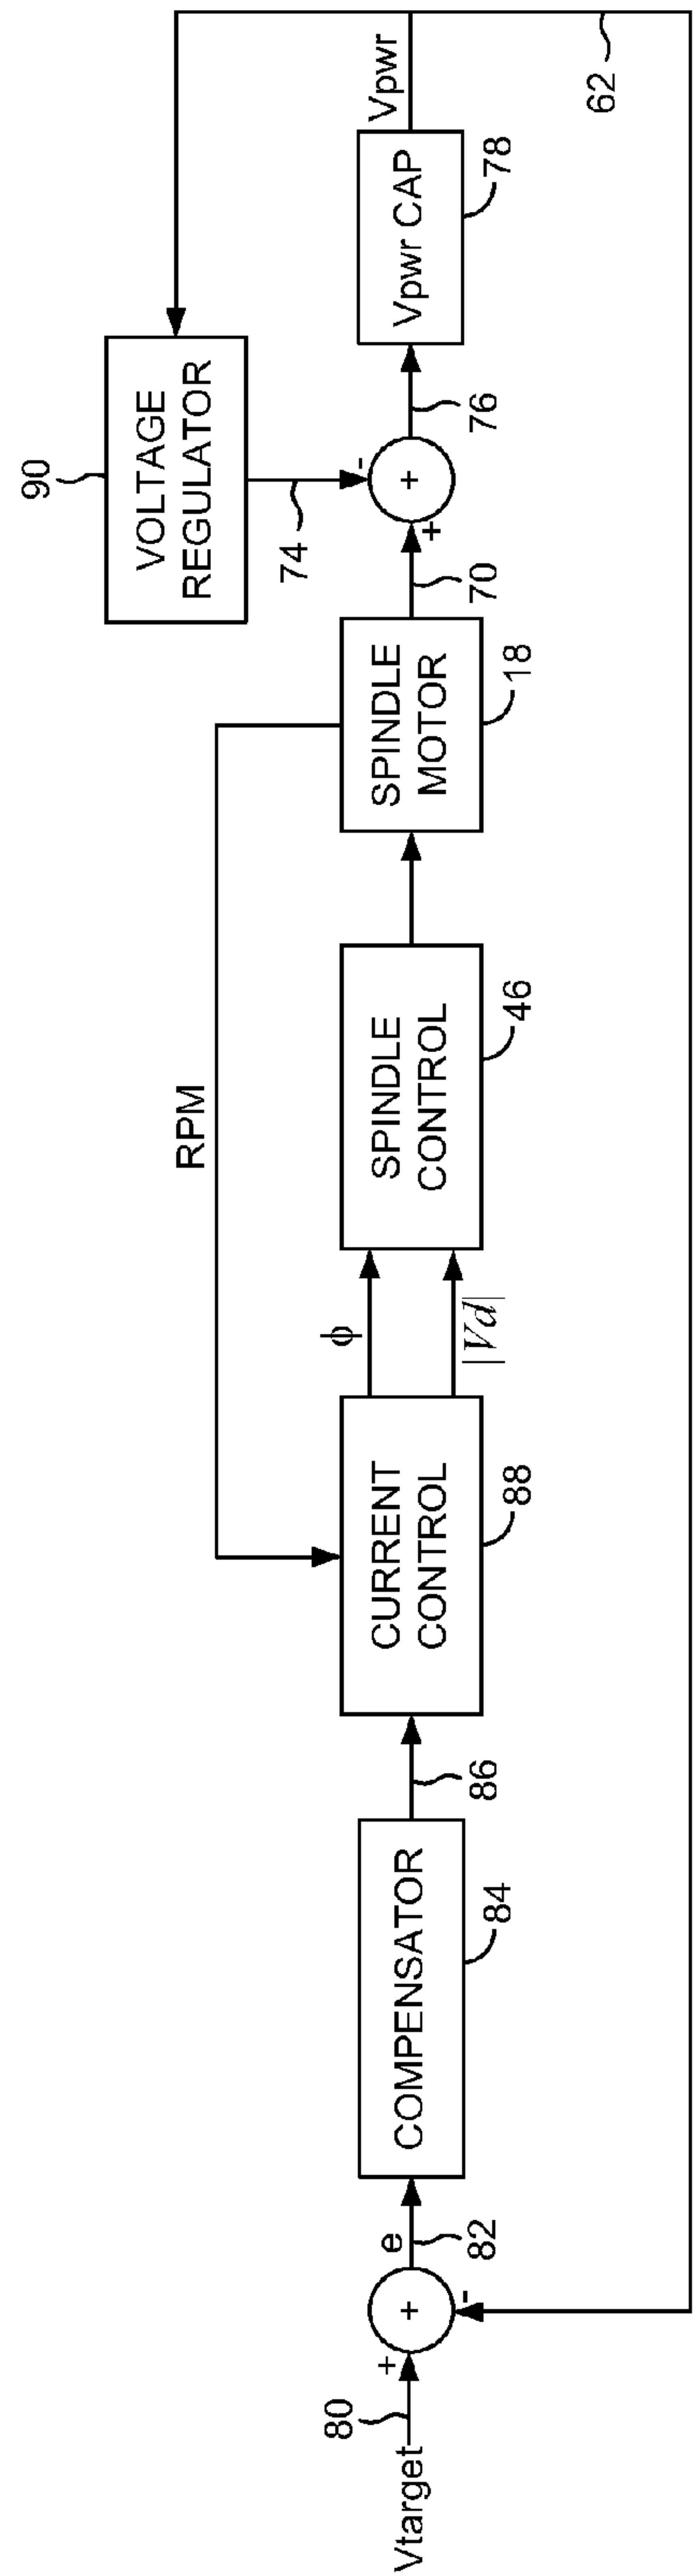 Vtarget
80
+
+
-
e
82
COMPENSATOR
84
86
CURRENT
CONTROL
88
RPM
ϕ
|Vd|
SPINDLE
CONTROL
46
SPINDLE
MOTOR
18
70
+
+
-
74
VOLTAGE
REGULATOR
90
76
Vpwr CAP
78
Vpwr
62